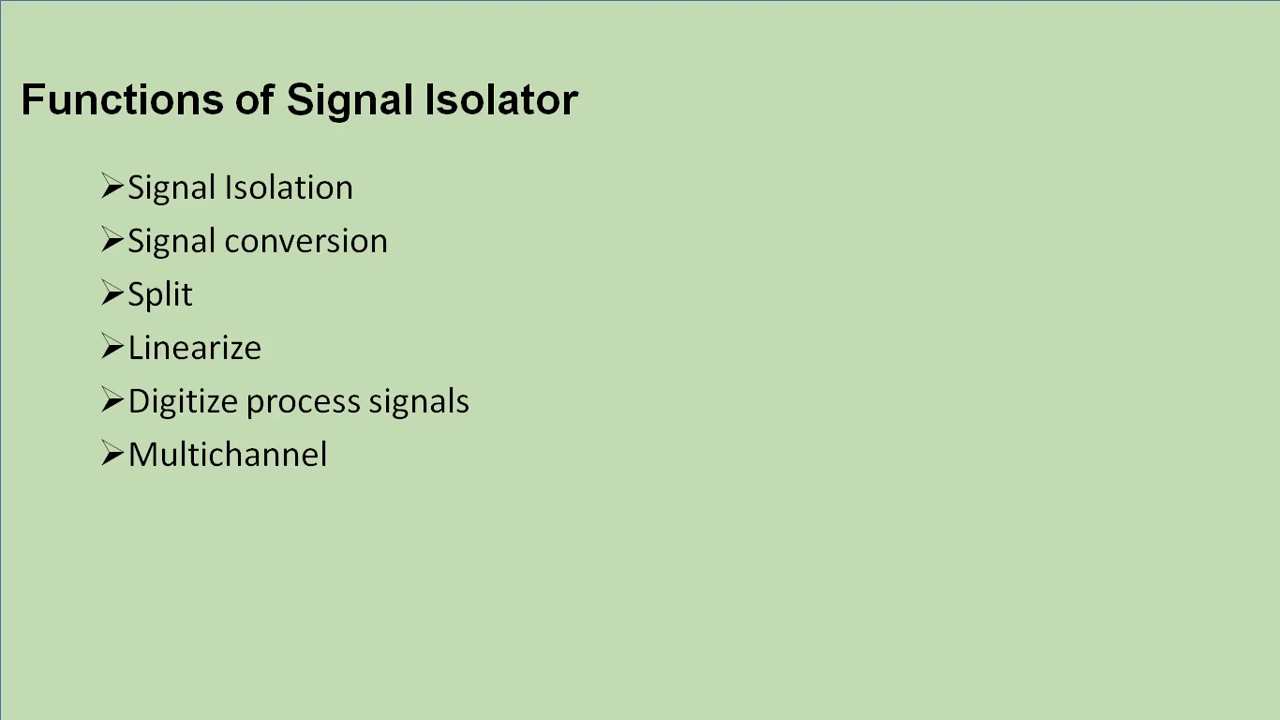 Functions of Signal Isolator
➢Signal Isolation
➢Signal conversion
➢Split
➢Linearize
➢Digitize process signals
➢Multichannel